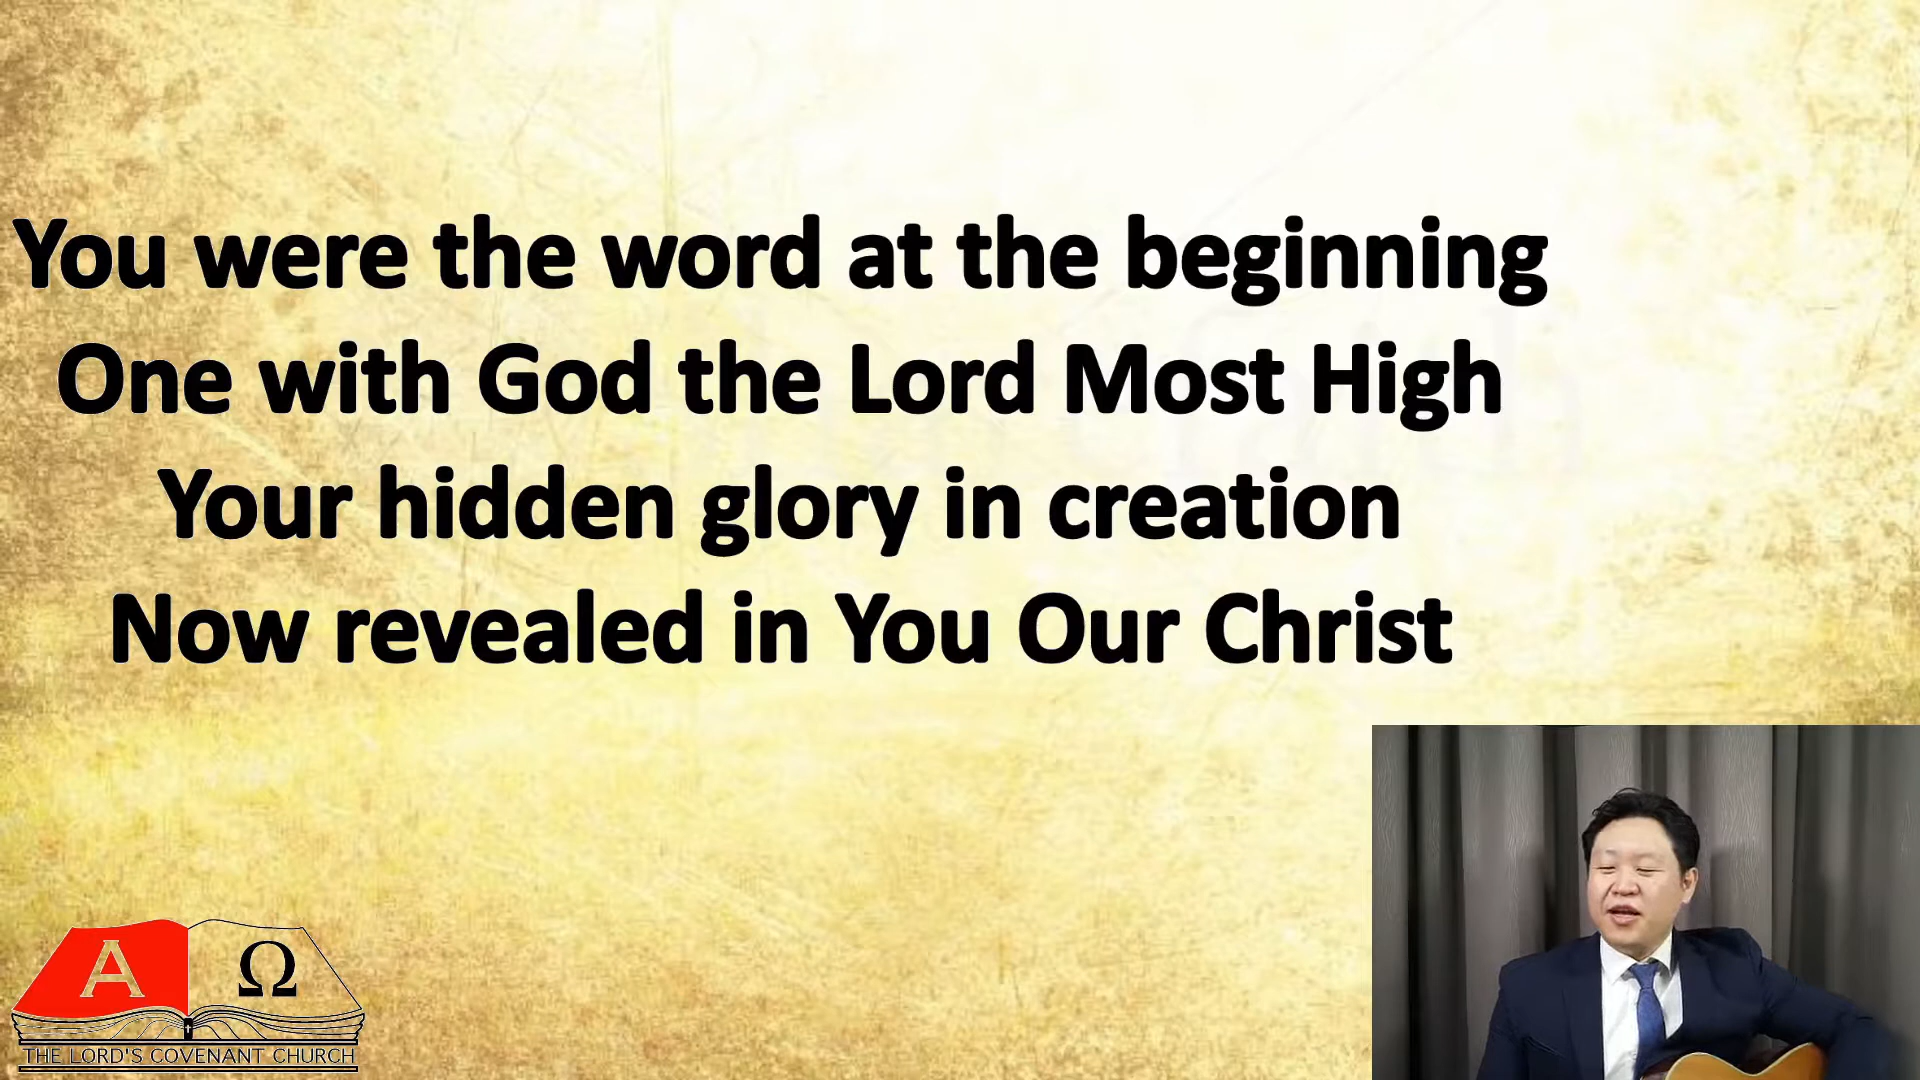 You were the word at the beginning
One with God the Lord Most High
Your hidden glory in creation
Now revealed in You Our Christ
A Ω
THE LORD'S COVENANT CHURCH